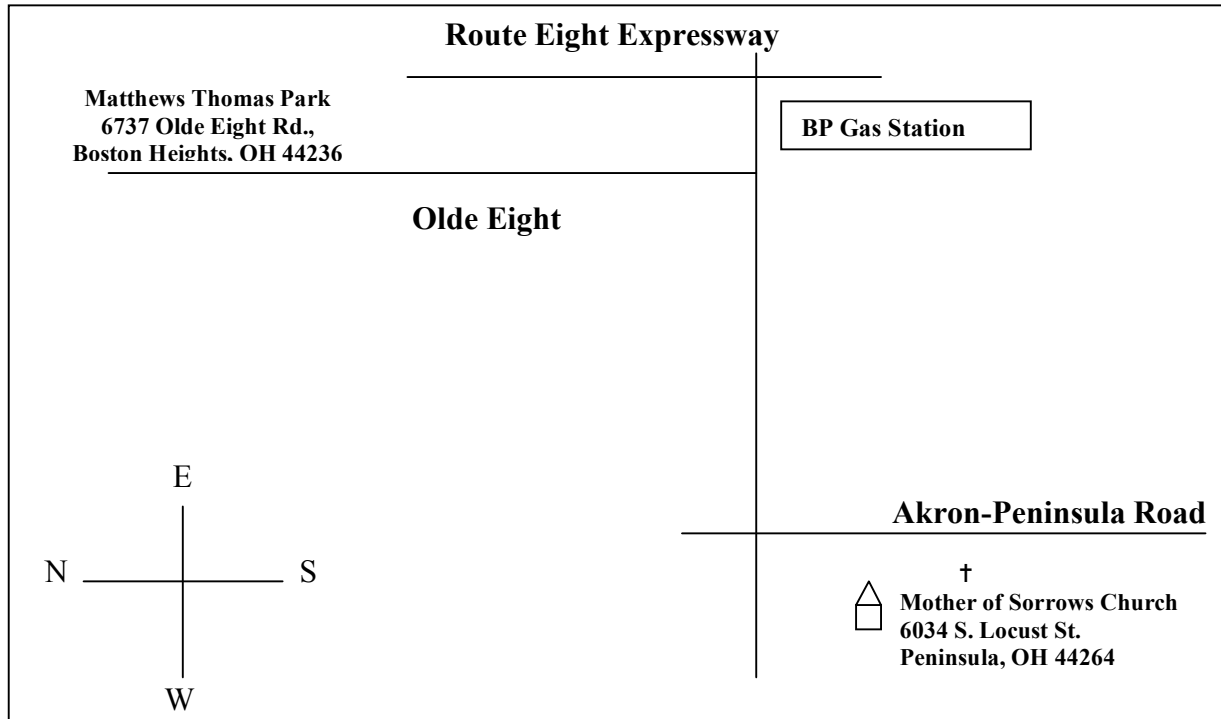 Route Eight Expressway
Matthews Thomas Park
6737 Olde Eight Rd.,
Boston Heights, OH 44236
BP Gas Station
Olde Eight
E
N
S
W
Akron-Peninsula Road
Mother of Sorrows Church
6034 S. Locust St.
Peninsula, OH 44264